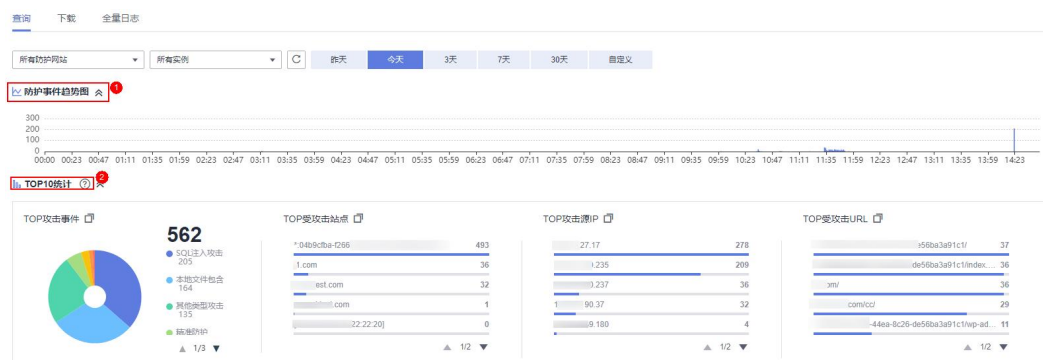 查询 下载 全量日志
所有防护网站 所有实例 昨天 今天 3天 7天 30天 自定义
防护事件趋势图 1
300
200
100
0
00:00 00:23 00:47 01:11 01:35 01:59 02:23 02:47 03:11 03:35 03:59 04:23 04:47 05:11 05:35 05:59 06:23 06:47 07:11 07:35 07:59 08:23 08:47 09:11 09:35 09:59 10:23 10:47 11:11 11:35 11:59 12:23 12:47 13:11 13:35 13:59 14:23
TOP10统计 ? 2
TOP攻击事件 TOP受攻击站点 TOP攻击源IP TOP受攻击URL
562
SQL注入攻击
205
本地文件包含
164
其他类型攻击
135
精准防护
1/3
*.04b9cfba-f266 493
.1.com 36
est.com 32
.com 1
22:22:20] 0
1/2
27.17 278
.235 209
).237 36
1 90.37 32
9.180 4
1/2
56ba3a91c1/ 37
de56ba3a91c1/index.... 36
om/ 36
com/cc/ 29
-44ea-8c26-de56ba3a91c1/wp-ad... 11
1/2